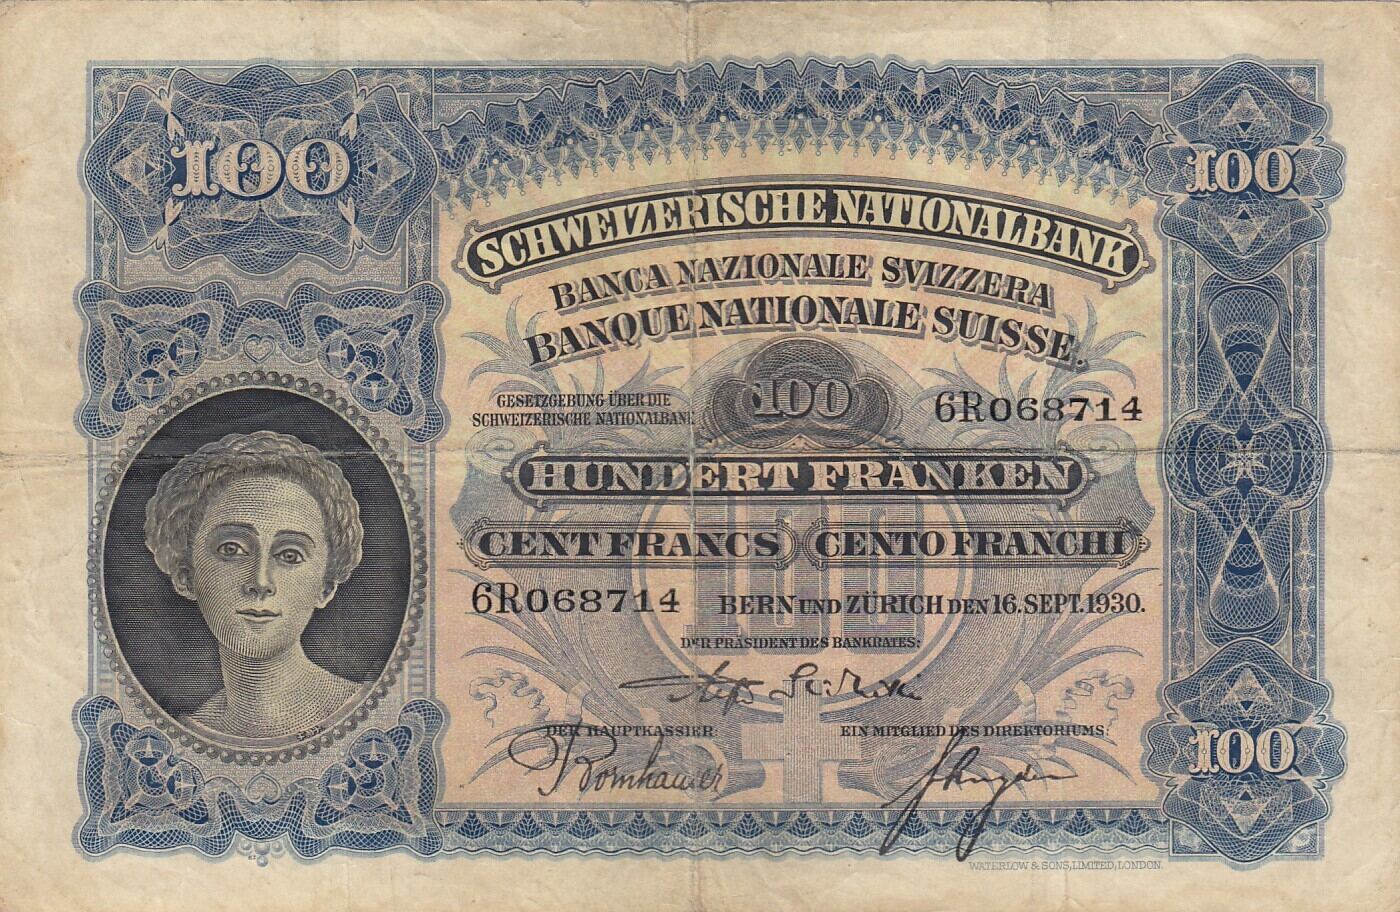 100
100
SCHWEIZERISCHE NATIONALBANK
BANCA NAZIONALE SVIZZERA
BANQUE NATIONALE SUISSE.
GESETZGEBUNG ÜBER DIE
SCHWEIZERISCHE NATIONALBANK
100
6R068714
HUNDERT FRANKEN
100
CENT FRANCS CENTO FRANCHI
6R068714
BERN UND ZÜRICH DEN 16. SEPT. 1930.
DER PRÄSIDENT DES BANKRATES:
DER HAUPTKASSIER:
EIN MITGLIED DES DIREKTORIUMS:
Bornhauser
100
WATERLOW & SONS, LIMITED, LONDON.